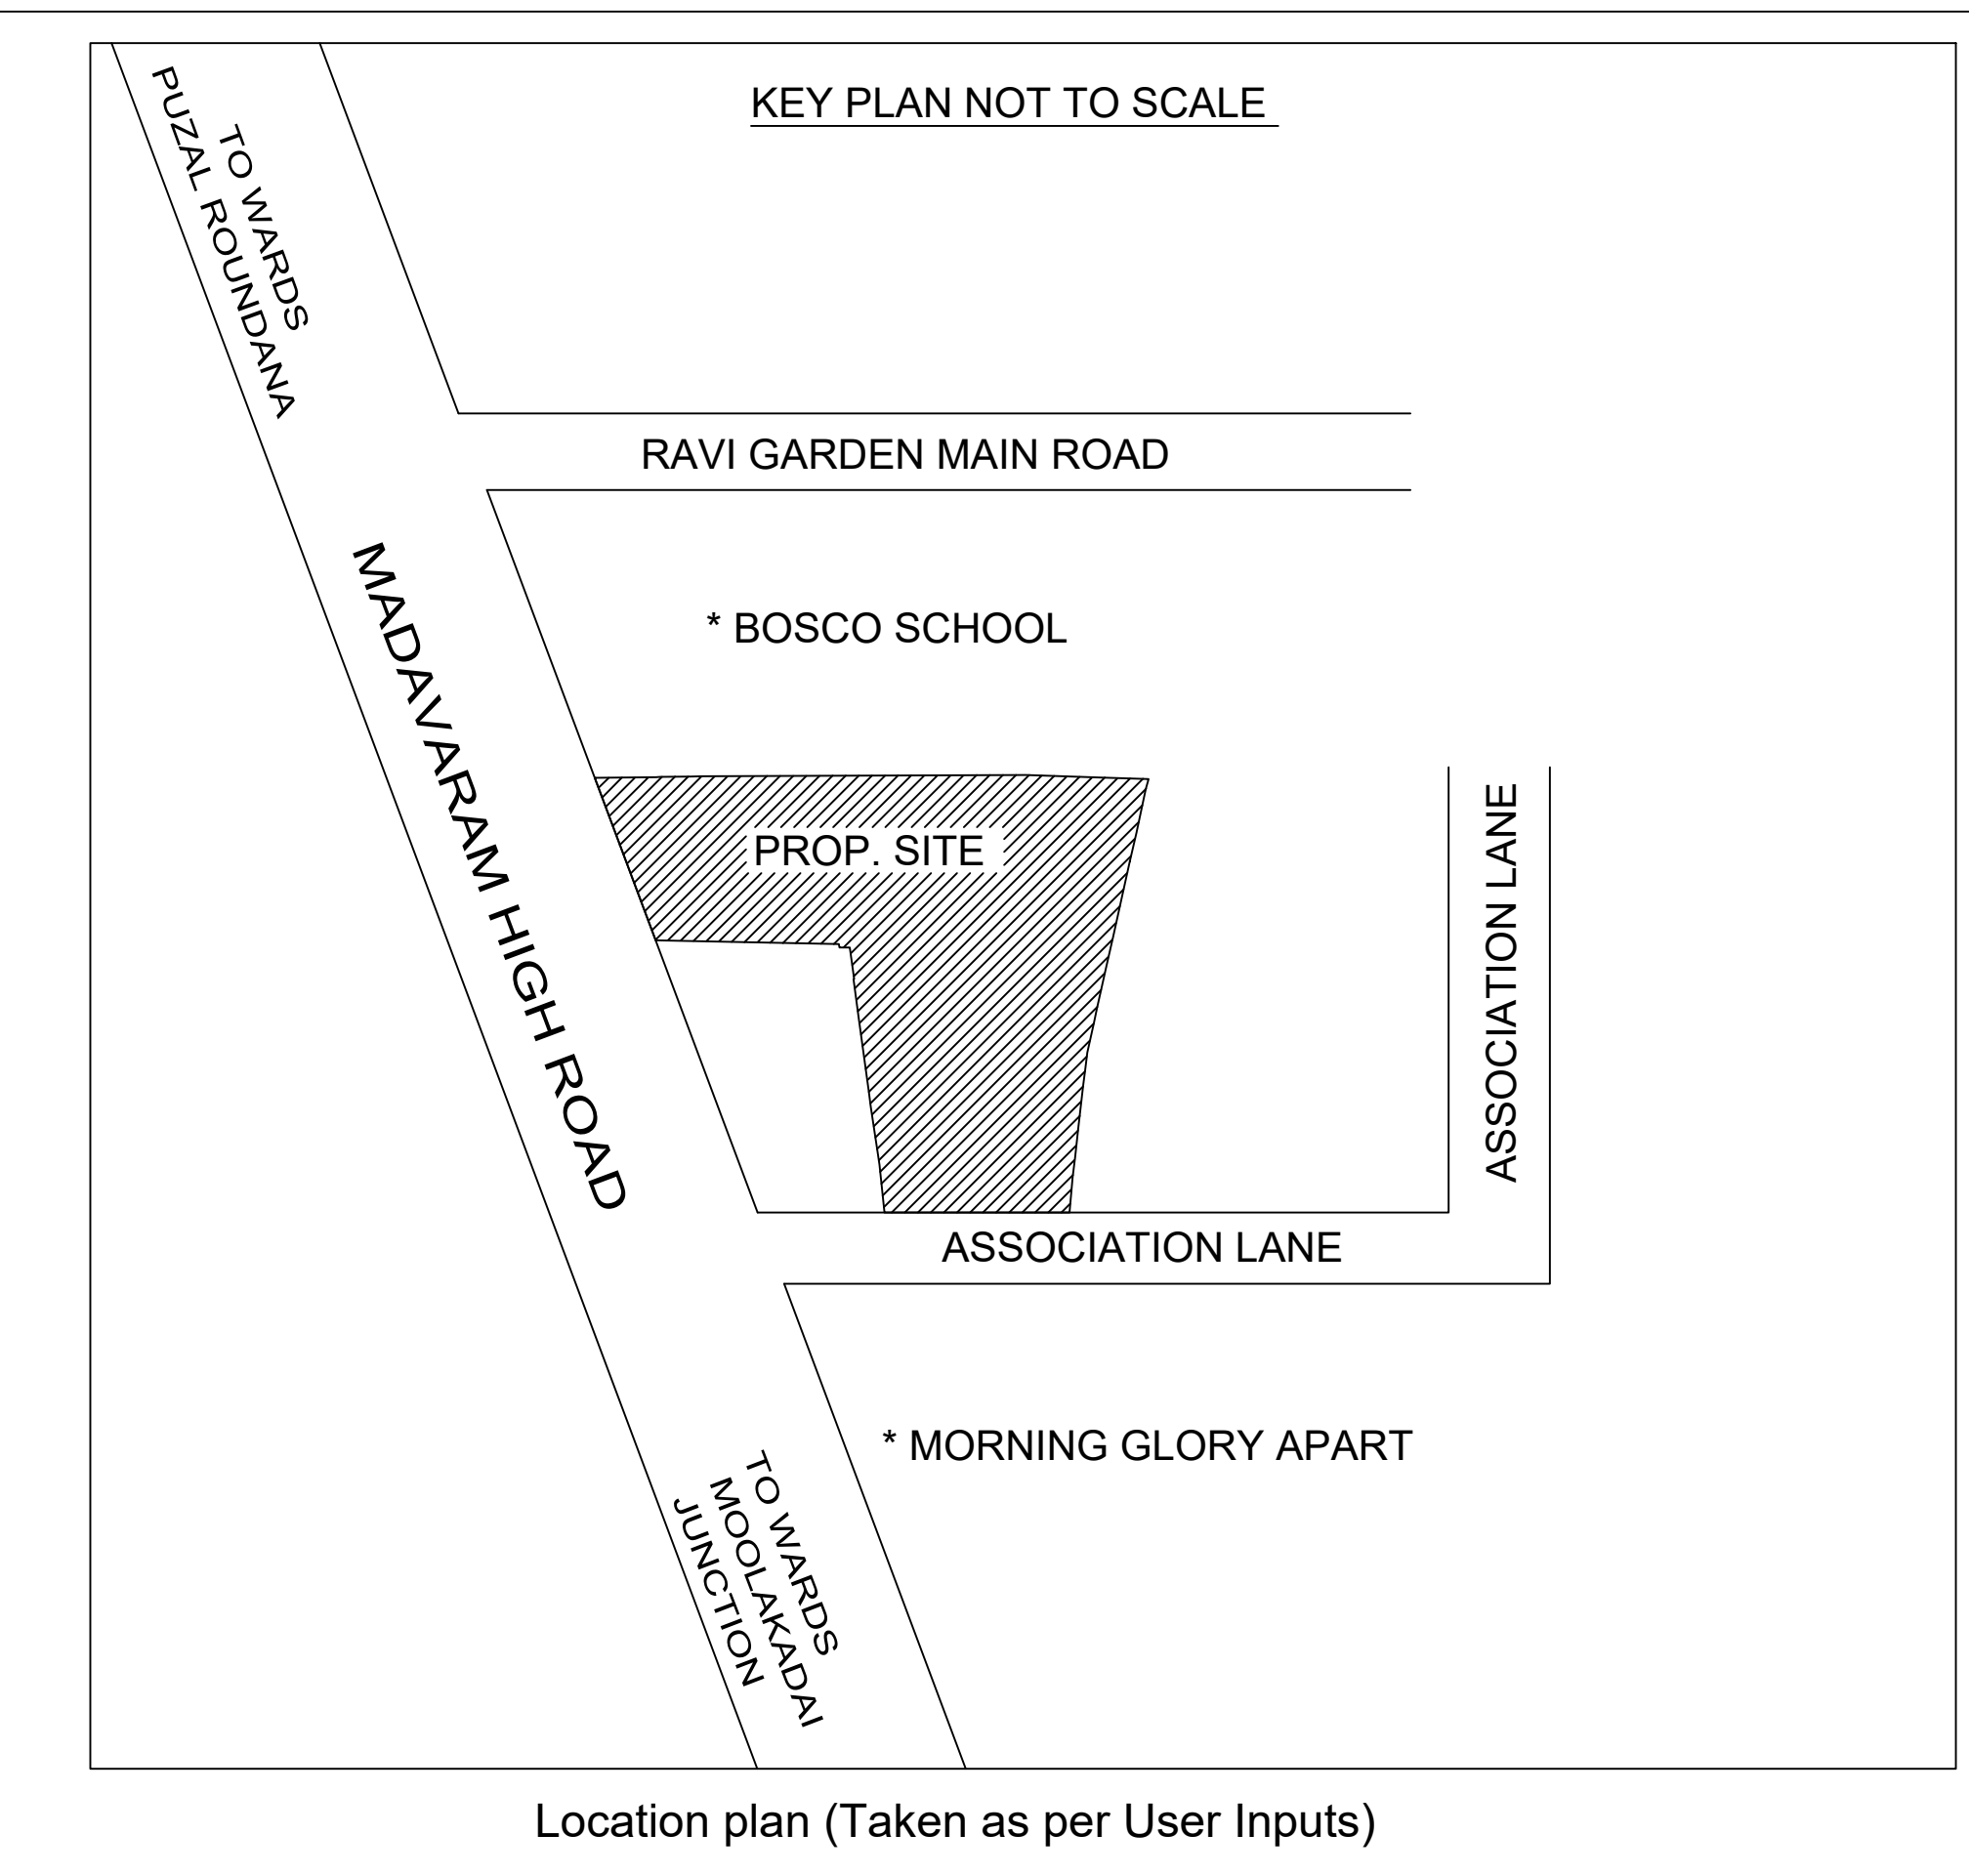 KEY PLAN NOT TO SCALE
TO WARDS
PUZAL ROUNDANA
RAVI GARDEN MAIN ROAD
MADAVARAM HIGH ROAD
* BOSCO SCHOOL
PROP. SITE
ASSOCIATION LANE
ASSOCIATION LANE
* MORNING GLORY APART
TO WARDS
MOOLAKADAI
JUNCTION
Location plan (Taken as per User Inputs)